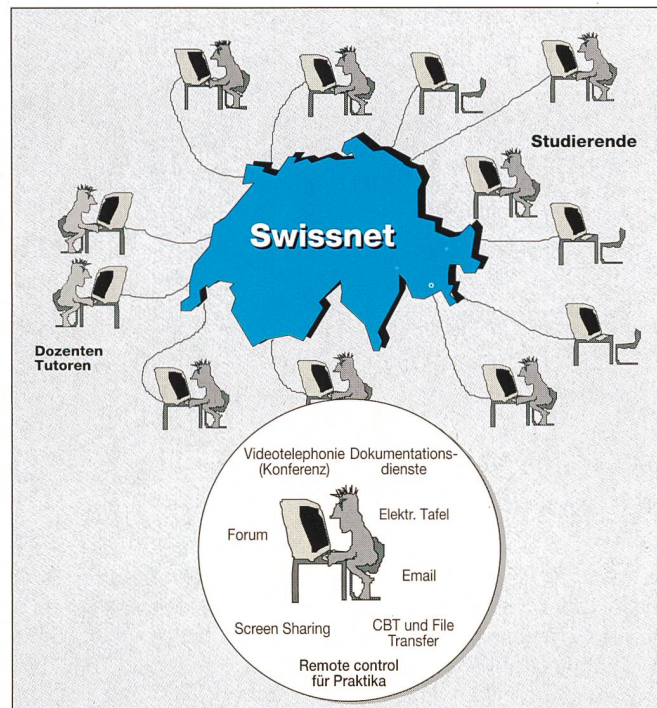 Studierende
Swissnet
Dozenten
Tutoren
Videotelephonie
(Konferenz)
Dokumentations-
dienste
Elektr. Tafel
Forum
Email
Screen Sharing
CBT und File
Transfer
Remote control
für Praktika